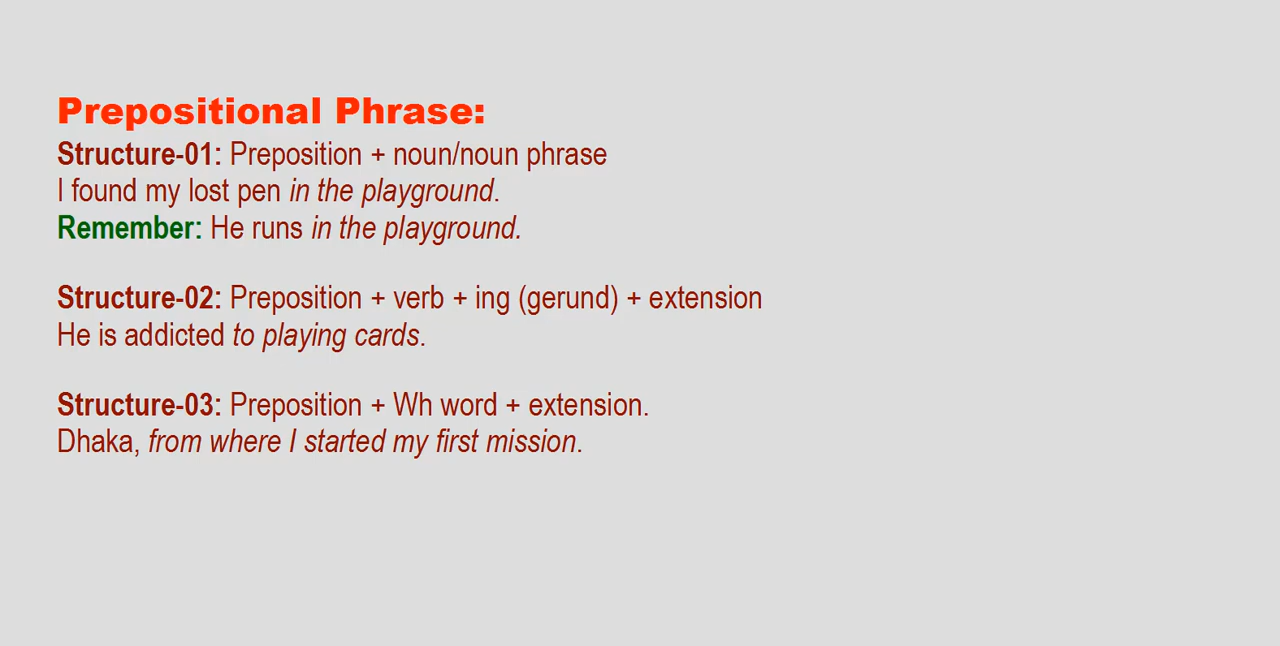 Prepositional Phrase:
Structure-01: Preposition + noun/noun phrase
I found my lost pen in the playground.
Remember: He runs in the playground.
Structure-02: Preposition + verb + ing (gerund) + extension
He is addicted to playing cards.
Structure-03: Preposition + Wh word + extension.
Dhaka, from where I started my first mission.